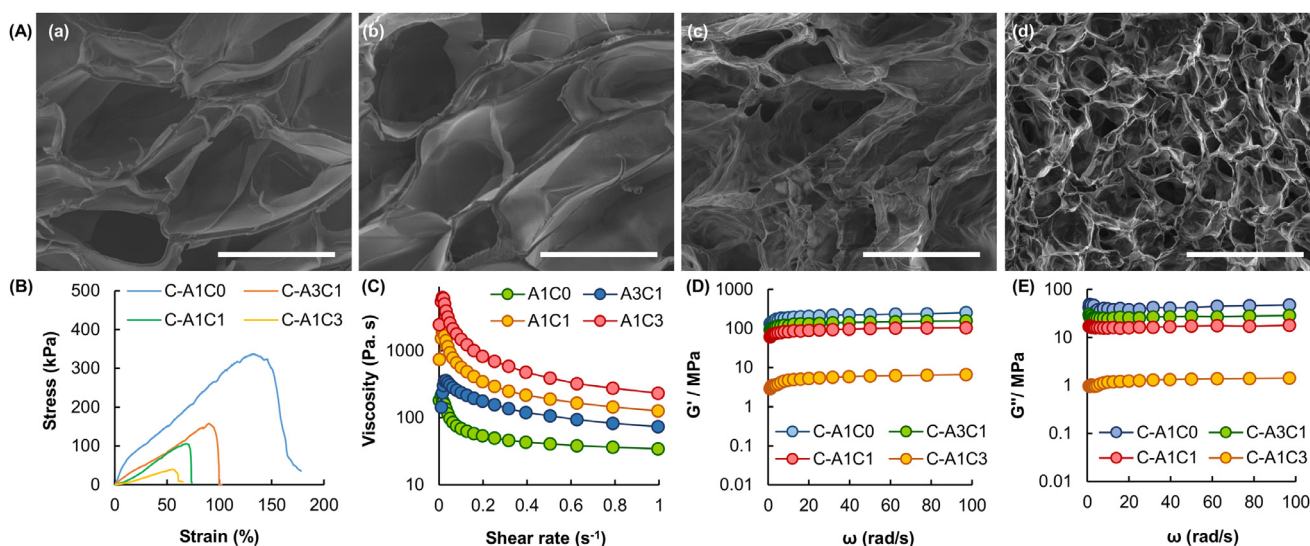 (A)
(a)
(b)
(c)
(d)
(B)
500
400
300
200
100
0
0 50 100 150 200
Stress (kPa)
Strain (%)
C-A1C0 C-A3C1
C-A1C1 C-A1C3
(C)
1000
100
10
0 0.2 0.4 0.6 0.8 1
Viscosity (Pa. s)
Shear rate (s⁻¹)
A1C0 A3C1
A1C1 A1C3
(D)
1000
100
10
1
0.1
0.01
0 20 40 60 80 100
G' / MPa
ω (rad/s)
C-A1C0 C-A3C1
C-A1C1 C-A1C3
(E)
100
10
1
0.1
0.01
0 20 40 60 80 100
G''/ MPa
ω (rad/s)
C-A1C0 C-A3C1
C-A1C1 C-A1C3